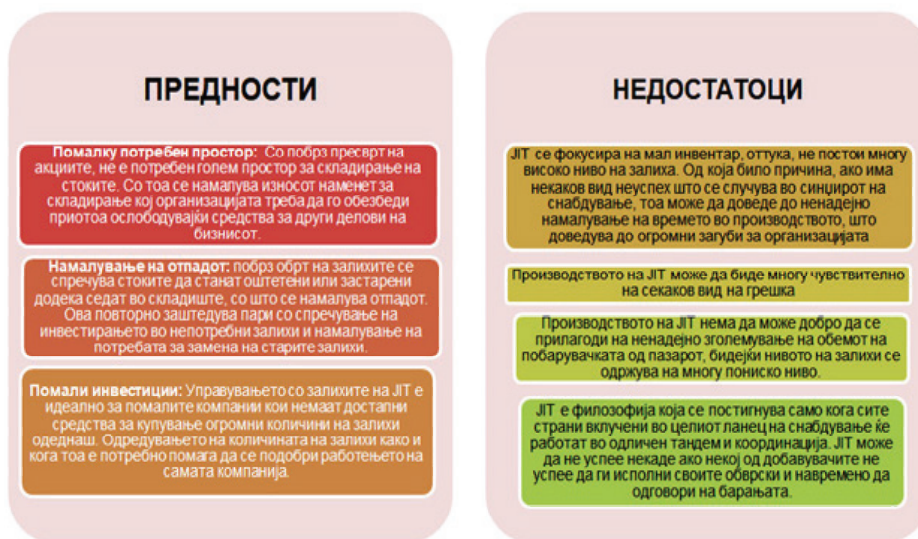 ПРЕДНОСТИ
Помалку потребен простор: Со побрз пресврт на
акциите, не е потребен голем простор за складирање на
стоките. Со тоа се намалува износот наменет за
складирање кој организацијата треба да го обезбеди
приотоа ослободувајќи средства за други делови на
бизнисот.
Намалување на отпадот: побрз обрт на залихите се
спречува стоките да станат оштетени или застарени
додека седат во складиште, со што се намалува отпадот.
Ова повторно заштедува пари со спречување на
инвестирањето во непотребни залихи и намалување на
потребата за замена на старите залихи.
Помали инвестиции: Управувањето со залихите на JIT е
идеално за помалите компании кои немаат достапни
средства за купување огромни количини на залихи
одеднаш. Одредувањето на количината на залихи како и
кога тоа е потребно помага да се подобри работењето на
самата компанија.
НЕДОСТАТОЦИ
JIT се фокусира на мал инвентар, оттука, не постои многу
високо ниво на залиха. Од која било причина, ако има
некаков вид неуспех што се случува во синџирот на
снабдување, тоа може да доведе до ненадејно
намалување на времето во производството, што
доведува до огромни загуби за организацијата
Производството на JIT може да биде многу чувствително
на секаков вид на грешка
Производството на JIT нема да може добро да се
прилагоди на ненадејно зголемување на обемот на
побарувачката од пазарот, бидејќи нивото на залихи се
одржува на многу пониско ниво.
JIT е филозофија која се постигнува само кога сите
страни вклучени во целиот ланец на снабдување ќе
работат во одличен тандем и координација. JIT може
да не успее некаде ако некој од добавувачите не
успее да ги исполни своите обврски и навремено да
одговори на барањата.